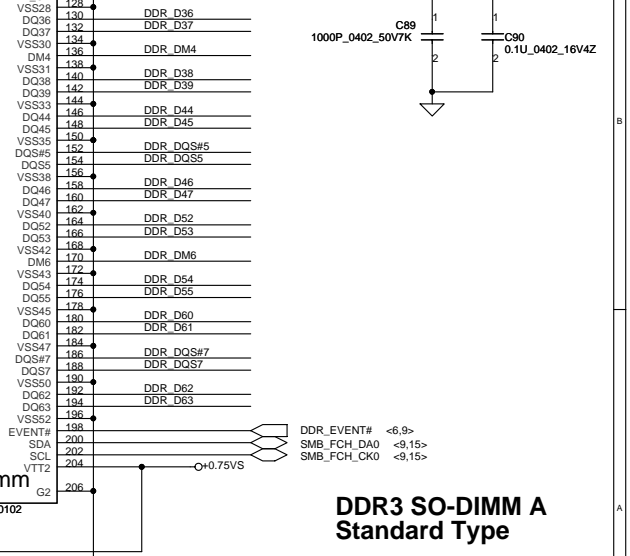 VSS28 128
DQ36 130 DDR_D36
DQ37 132 DDR_D37
VSS30 134
DM4 136 DDR_DM4
VSS31 138
DQ38 140 DDR_D38
DQ39 142 DDR_D39
VSS33 144
DQ44 146 DDR_D44
DQ45 148 DDR_D45
VSS35 150
DQS#5 152 DDR_DQS#5
DQS5 154 DDR_DQS5
VSS38 156
DQ46 158 DDR_D46
DQ47 160 DDR_D47
VSS40 162
DQ52 164 DDR_D52
DQ53 166 DDR_D53
VSS42 168
DM6 170 DDR_DM6
VSS43 172
DQ54 174 DDR_D54
DQ55 176 DDR_D55
VSS45 178
DQ60 180 DDR_D60
DQ61 182 DDR_D61
VSS47 184
DQS#7 186 DDR_DQS#7
DQS7 188 DDR_DQS7
VSS50 190
DQ62 192 DDR_D62
DQ63 194 DDR_D63
VSS52 196
EVENT# 198 DDR_EVENT# <6,9>
SDA 200 SMB_FCH_DA0 <9,15>
SCL 202 SMB_FCH_CK0 <9,15>
VTT2 204 +0.75VS
G2 206
mm
0102
C89
1000P_0402_50V7K
1
2
1
C90
0.1U_0402_16V4Z
2
B
A
DDR3 SO-DIMM A
Standard Type